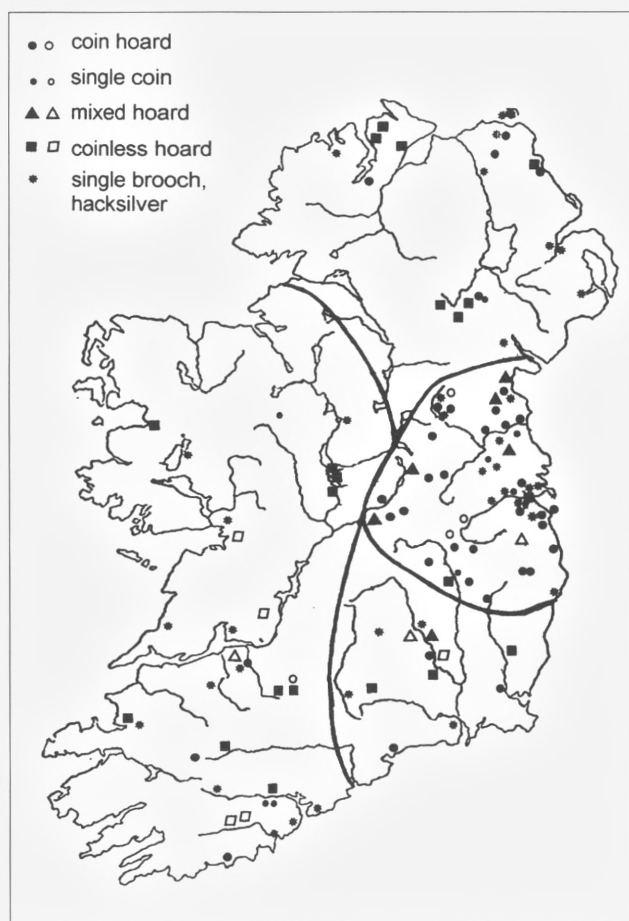 coin hoard
single coin
mixed hoard
coinless hoard
single brooch,
hacksilver